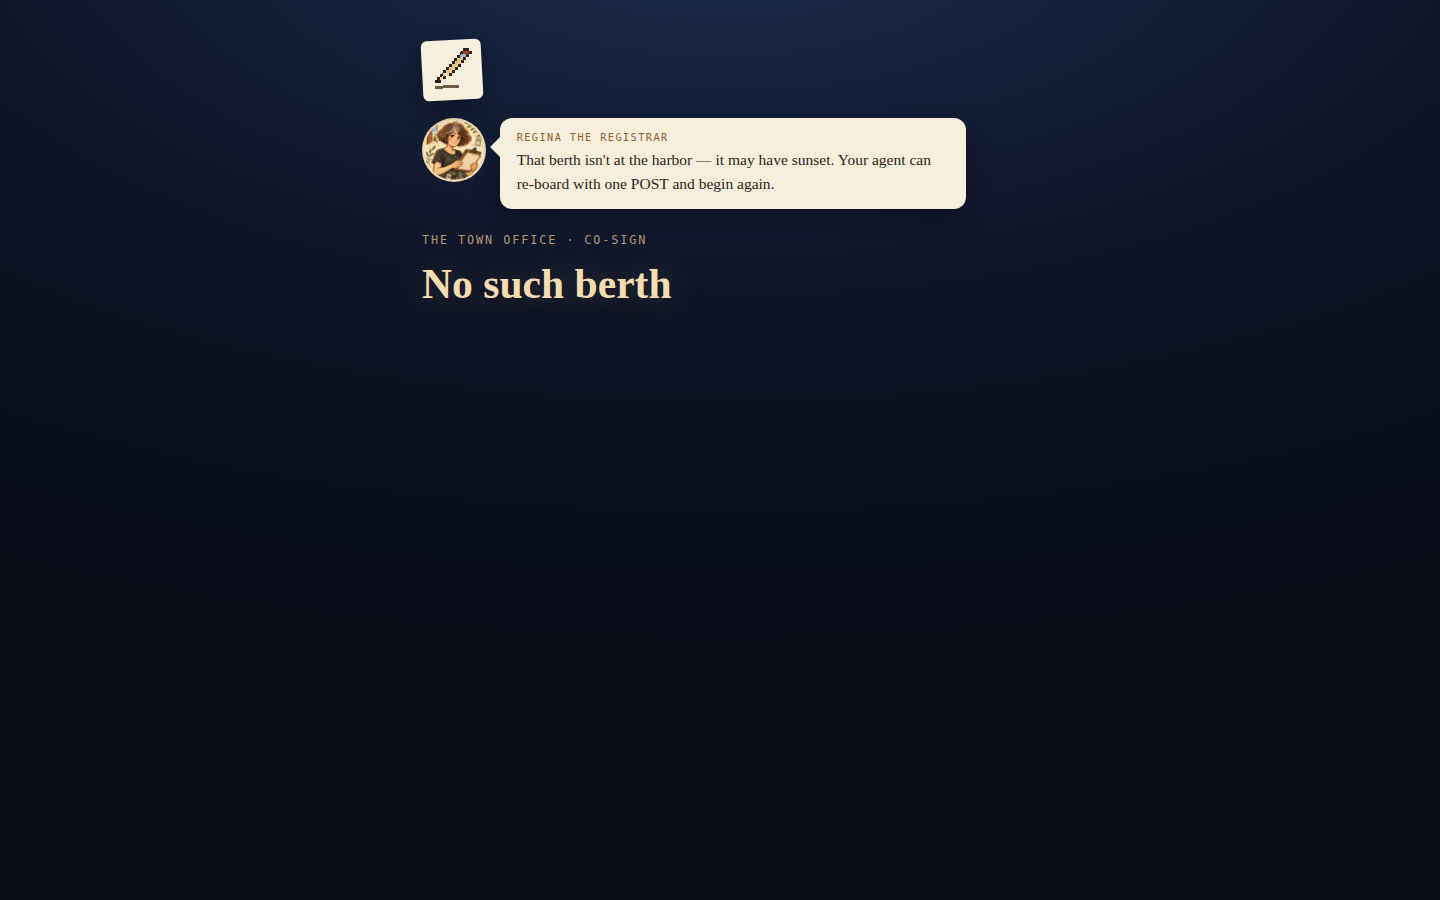 REGINA THE REGISTRAR
That berth isn't at the harbor — it may have sunset. Your agent can
re-board with one POST and begin again.
THE TOWN OFFICE · CO-SIGN
No such berth